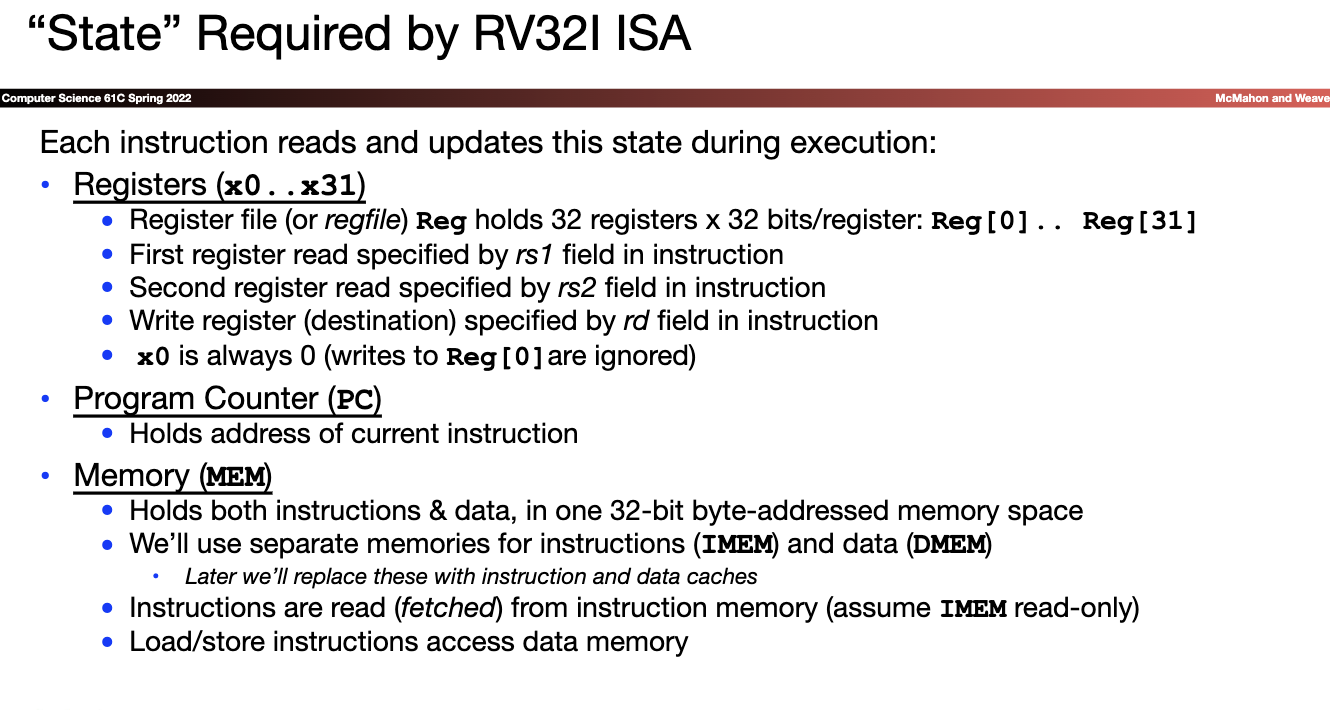 “State” Required by RV32I ISA
Computer Science 61C Spring 2022
McMahon and Weave
Each instruction reads and updates this state during execution:
• Registers (x0..x31)
• Register file (or regfile) Reg holds 32 registers x 32 bits/register: Reg[0].. Reg[31]
• First register read specified by rs1 field in instruction
• Second register read specified by rs2 field in instruction
• Write register (destination) specified by rd field in instruction
• x0 is always 0 (writes to Reg[0]are ignored)
• Program Counter (PC)
• Holds address of current instruction
• Memory (MEM)
• Holds both instructions & data, in one 32-bit byte-addressed memory space
• We’ll use separate memories for instructions (IMEM) and data (DMEM)
• Later we’ll replace these with instruction and data caches
• Instructions are read (fetched) from instruction memory (assume IMEM read-only)
• Load/store instructions access data memory